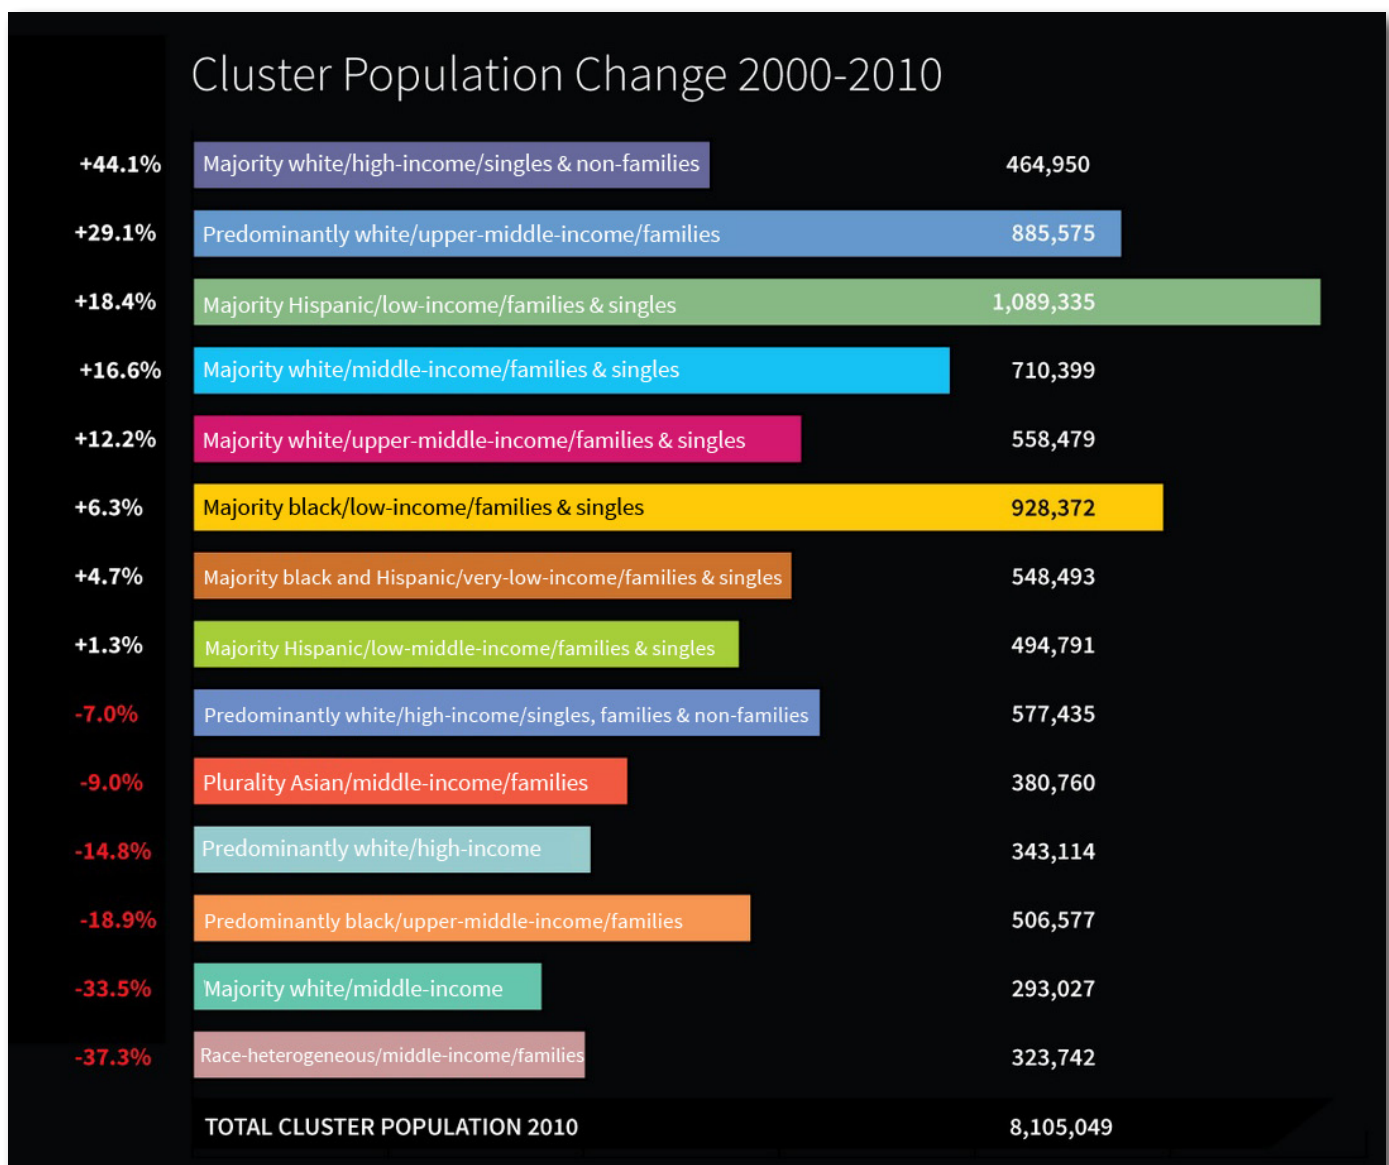 Cluster Population Change 2000-2010
+44.1% Majority white/high-income/singles & non-families 464,950
+29.1% Predominantly white/upper-middle-income/families 885,575
+18.4% Majority Hispanic/low-income/families & singles 1,089,335
+16.6% Majority white/middle-income/families & singles 710,399
+12.2% Majority white/upper-middle-income/families & singles 558,479
+6.3% Majority black/low-income/families & singles 928,372
+4.7% Majority black and Hispanic/very-low-income/families & singles 548,493
+1.3% Majority Hispanic/low-middle-income/families & singles 494,791
-7.0% Predominantly white/high-income/singles, families & non-families 577,435
-9.0% Plurality Asian/middle-income/families 380,760
-14.8% Predominantly white/high-income 343,114
-18.9% Predominantly black/upper-middle-income/families 506,577
-33.5% Majority white/middle-income 293,027
-37.3% Race-heterogeneous/middle-income/families 323,742
TOTAL CLUSTER POPULATION 2010 8,105,049